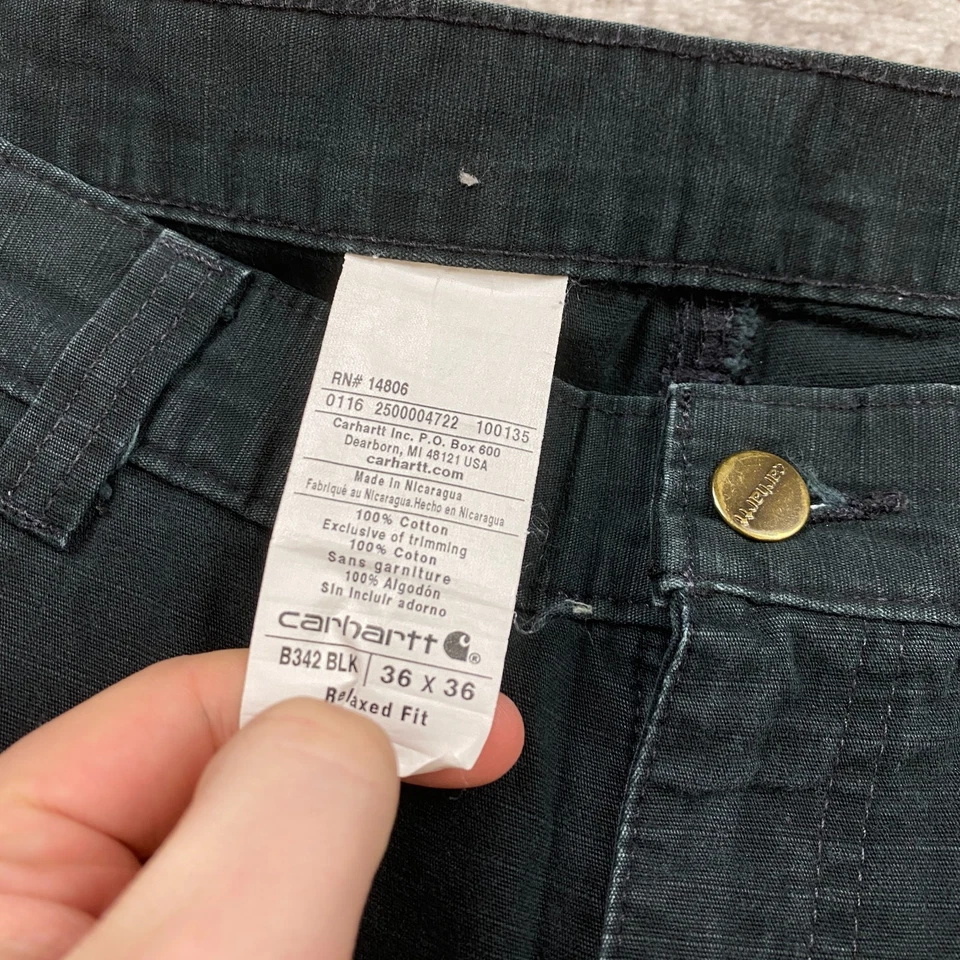 RN# 14806
0116 2500004722 100135
Carhartt Inc. P.O. Box 600
Dearborn, MI 48121 USA
carhartt.com
Made in Nicaragua
Fabriqué au Nicaragua.Hecho en Nicaragua
100% Cotton
Exclusive of trimming
100% Coton
Sans garniture
100% Algodón
Sin incluir adorno
carhartt ®
B342 BLK 36 X 36
Relaxed Fit
carhartt